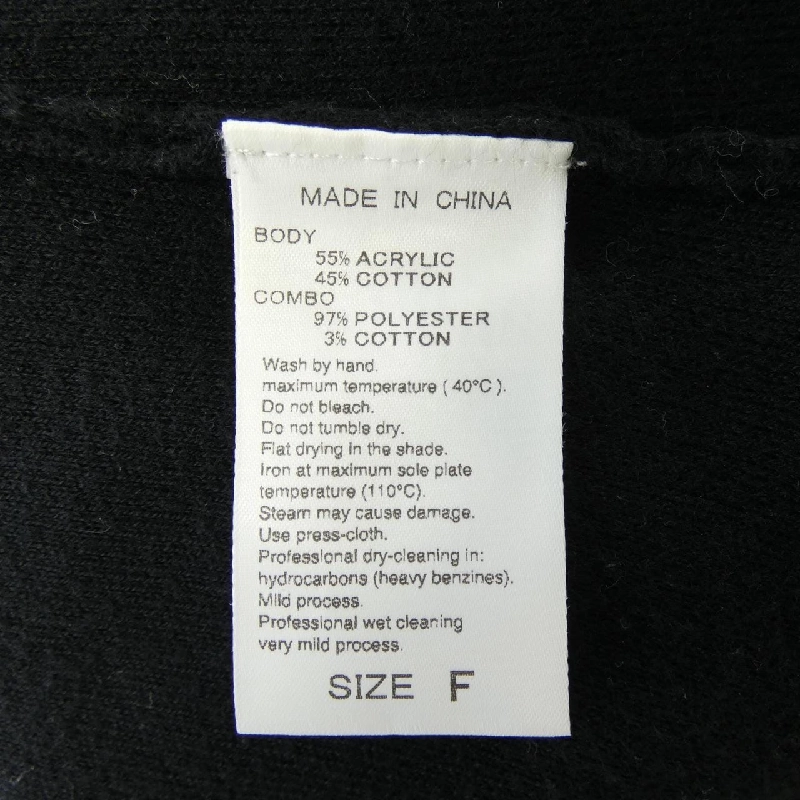 MADE IN CHINA
BODY
55% ACRYLIC
45% COTTON
COMBO
97% POLYESTER
3% COTTON
Wash by hand.
maximum temperature ( 40°C ).
Do not bleach.
Do not tumble dry.
Flat drying in the shade.
Iron at maximum sole plate
temperature (110°C).
Steam may cause damage.
Use press-cloth.
Professional dry-cleaning in:
hydrocarbons (heavy benzines).
Mild process.
Professional wet cleaning
very mild process.
SIZE F